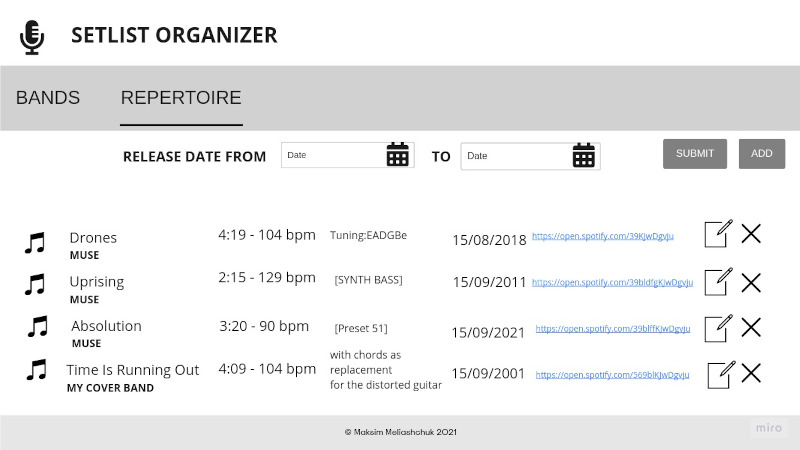 SETLIST ORGANIZER
BANDS REPERTOIRE
RELEASE DATE FROM Date TO Date SUBMIT ADD
Drones 4:19 - 104 bpm Tuning:EADGBe 15/08/2018 https://open.spotify.com/39KJwDgvju
MUSE
Uprising 2:15 - 129 bpm [SYNTH BASS] 15/09/2011 https://open.spotify.com/39bldfgKJwDgvju
MUSE
Absolution 3:20 - 90 bpm [Preset 51] 15/09/2021 https://open.spotify.com/39blffKJwDgvju
MUSE
Time Is Running Out 4:09 - 104 bpm with chords as 15/09/2001 https://open.spotify.com/569blKJwDgvju
replacement
MY COVER BAND for the distorted guitar
© Maksim Meliashchuk 2021
miro